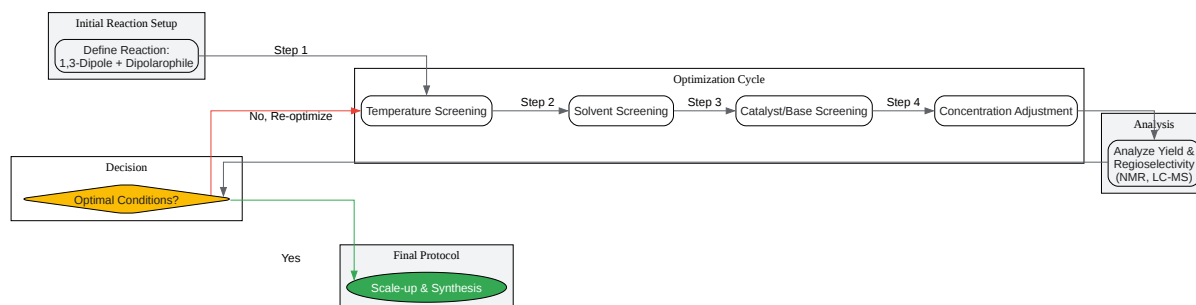 Initial Reaction Setup
Define Reaction:
1,3-Dipole + Dipolarophile
Step 1
Optimization Cycle
Temperature Screening
Step 2
Solvent Screening
Step 3
Catalyst/Base Screening
Step 4
Concentration Adjustment
No, Re-optimize
Analysis
Analyze Yield &
Regioselectivity
(NMR, LC-MS)
Decision
Optimal Conditions?
Yes
Final Protocol
Scale-up & Synthesis